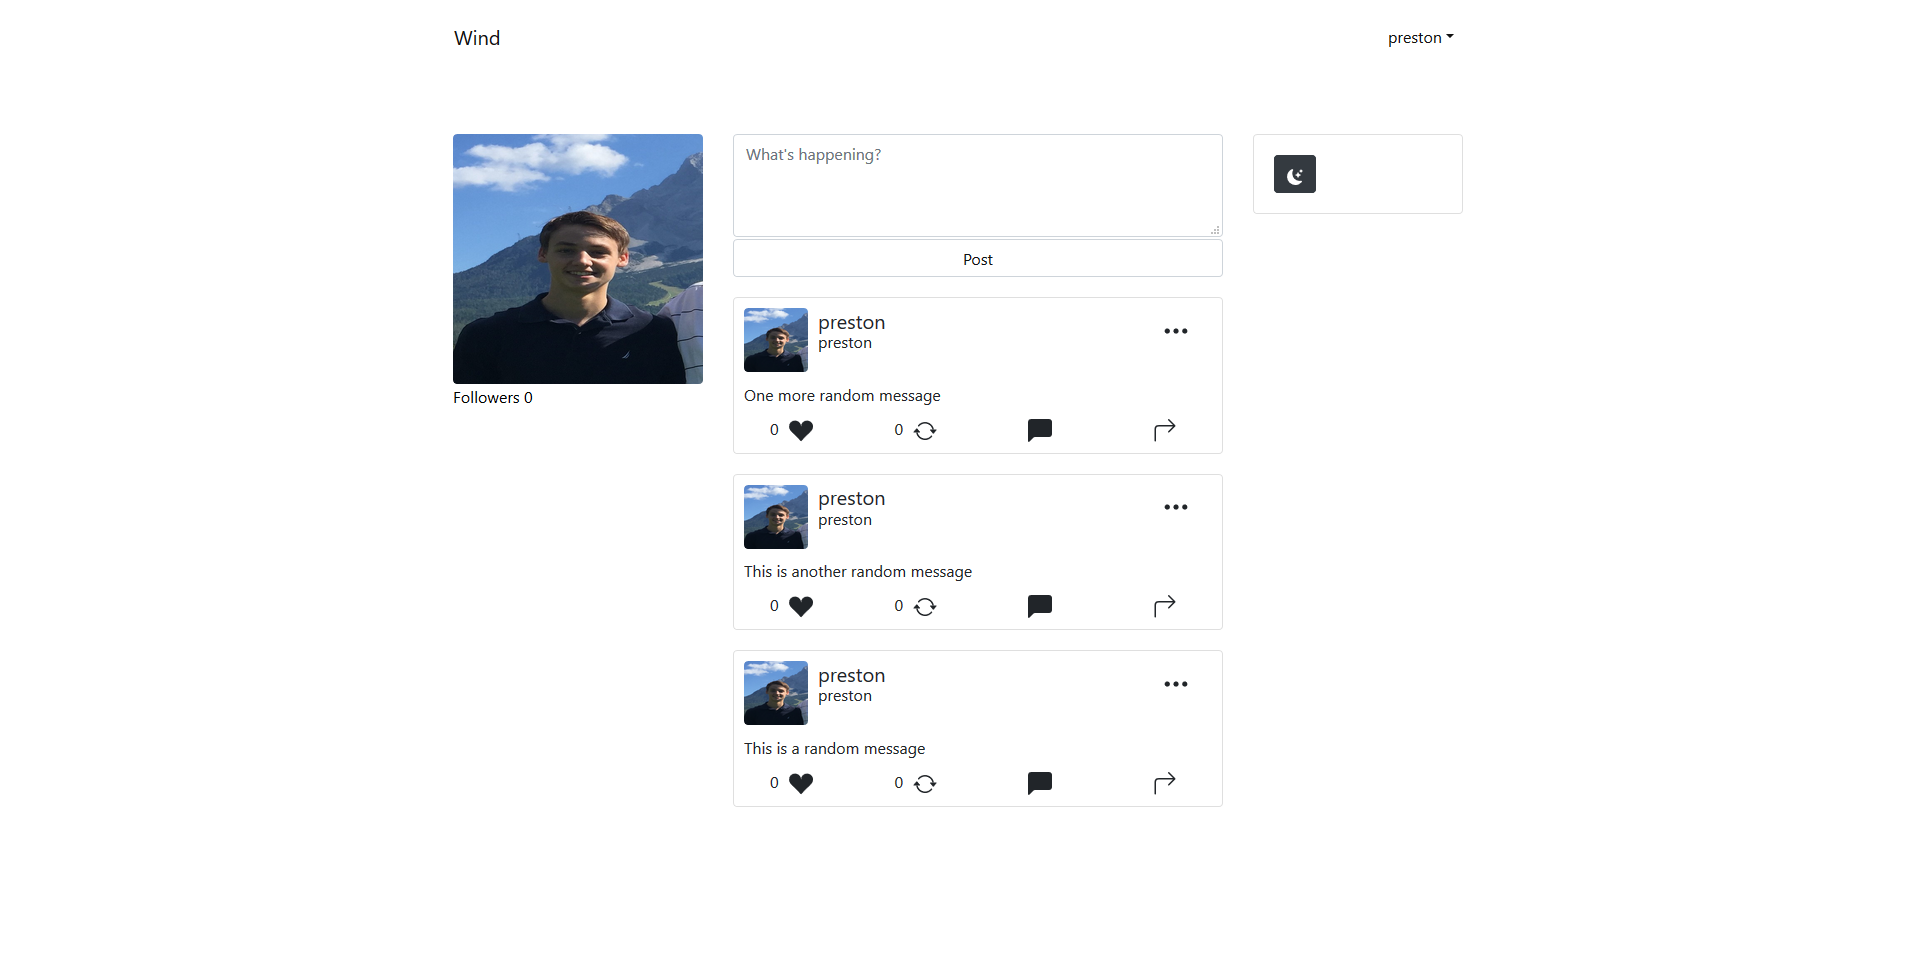 Wind
preston
What's happening?
Post
Followers 0
preston
preston
One more random message
0 0
preston
preston
This is another random message
0 0
preston
preston
This is a random message
0 0